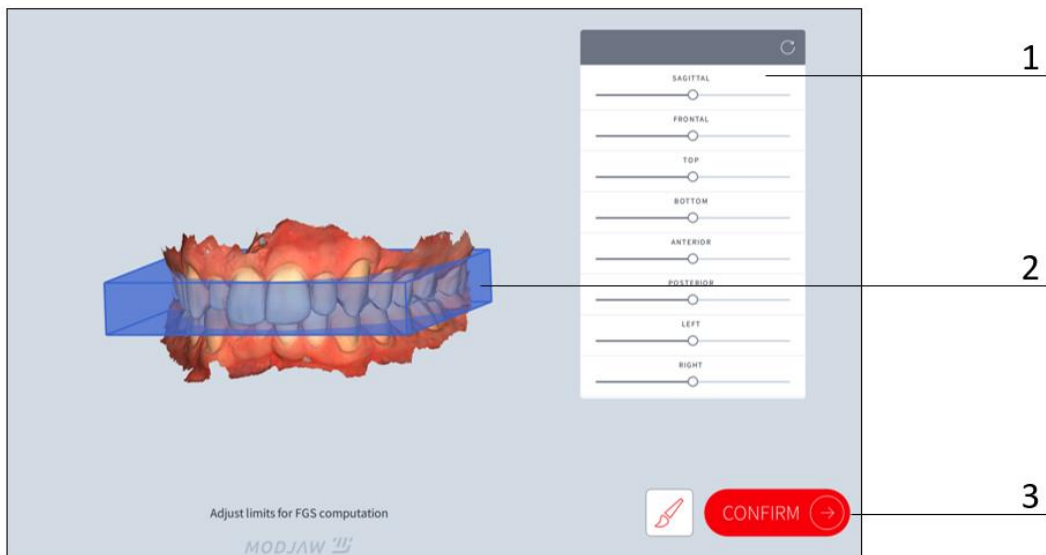 1
SAGITTAL
FRONTAL
TOP
BOTTOM
ANTERIOR
2
POSTERIOR
LEFT
RIGHT
3
CONFIRM
Adjust limits for FGS computation
MODJAW